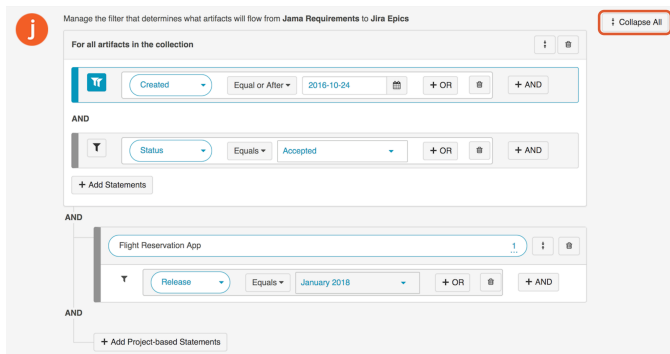 Manage the filter that determines what artifacts will flow from Jama Requirements to Jira Epics
Collapse All
j
For all artifacts in the collection
Created Equal or After 2016-10-24 + OR + AND
AND
Status Equals Accepted + OR + AND
+ Add Statements
AND
Flight Reservation App 1
Release Equals January 2018 + OR + AND
AND
+ Add Project-based Statements